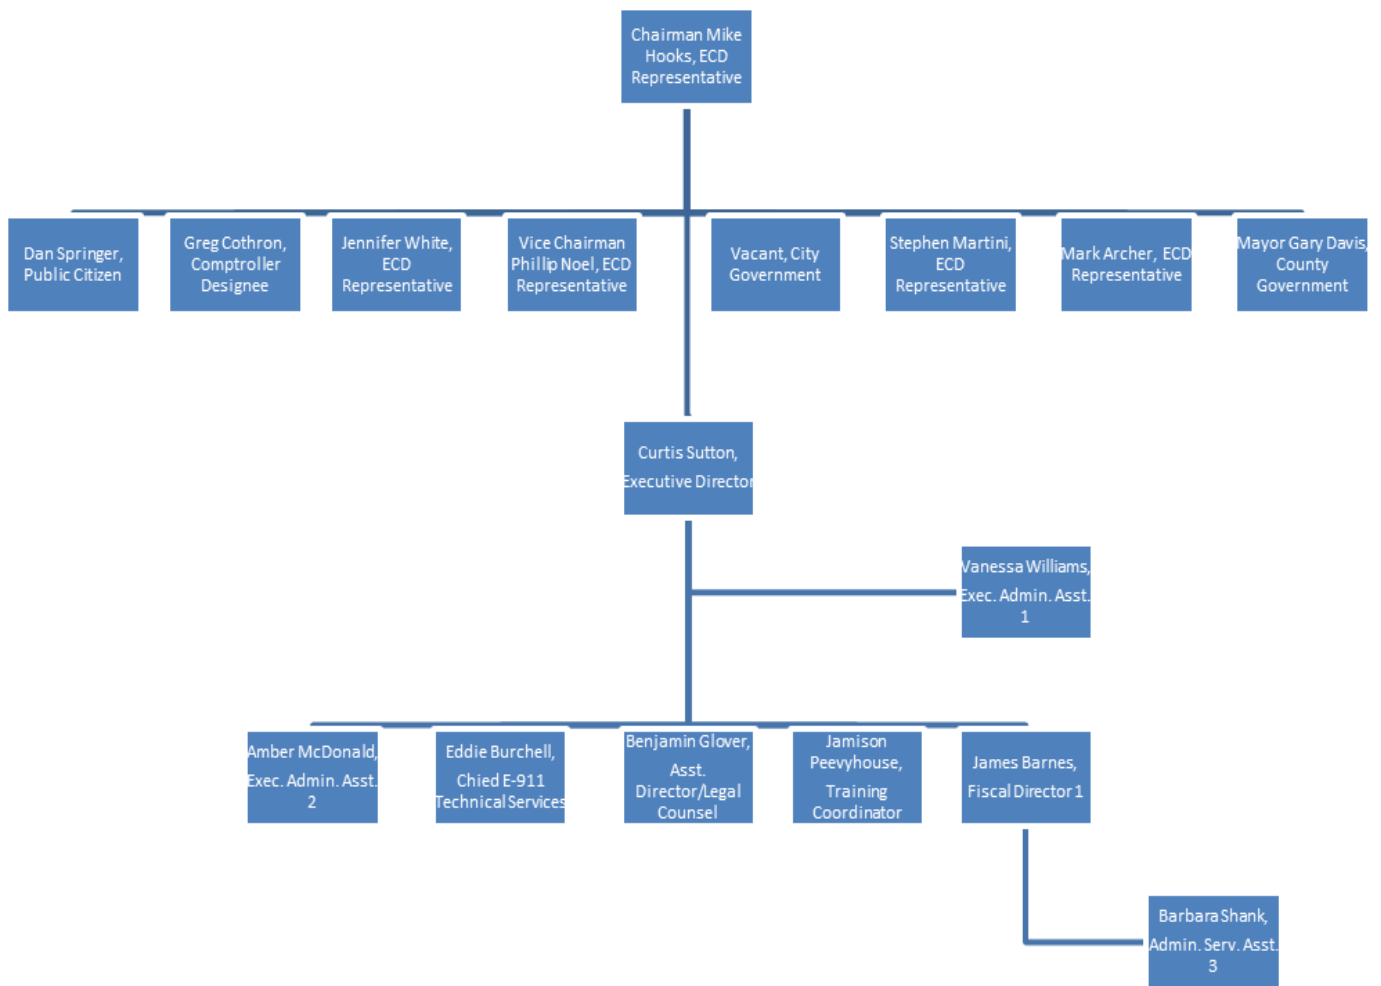 Chairman Mike
Hooks, ECD
Representative
Dan Springer,
Public Citizen
Greg Cothron,
Comptroller
Designee
Jennifer White,
ECD
Representative
Vice Chairman
Phillip Noel, ECD
Representative
Vacant, City
Government
Stephen Martini,
ECD
Representative
Mark Archer, ECD
Representative
Mayor Gary Davis,
County
Government
Curtis Sutton,
Executive Director
Vanessa Williams,
Exec. Admin. Asst.
1
Amber McDonald,
Exec. Admin. Asst.
2
Eddie Burchell,
Chied E-911
Technical Services
Benjamin Glover,
Asst.
Director/Legal
Counsel
Jamison
Peevyhouse,
Training
Coordinator
James Barnes,
Fiscal Director 1
Barbara Shank,
Admin. Serv. Asst.
3